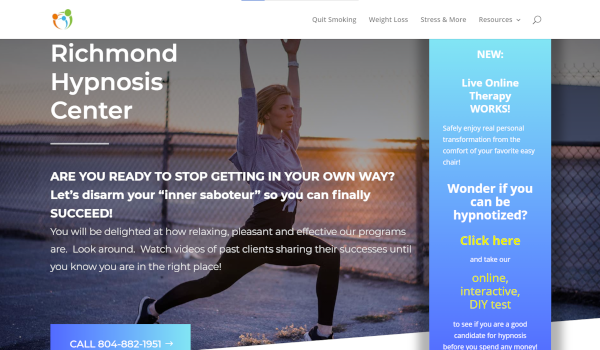 Quit Smoking Weight Loss Stress & More Resources
Richmond
Hypnosis
Center
ARE YOU READY TO STOP GETTING IN YOUR OWN WAY?
Let's disarm your “inner saboteur” so you can finally
SUCCEED!
You will be delighted at how relaxing, pleasant and effective our programs
are. Look around. Watch videos of past clients sharing their successes until
you know you are in the right place!
CALL 804-882-1951 →
NEW:
Live Online
Therapy
WORKS!
Safely enjoy real personal
transformation from the
comfort of your favorite easy
chair!
Wonder if you
can be
hypnotized?
Click here
and take our
online,
interactive,
DIY test
to see if you are a good
candidate for hypnosis
before you spend any money!